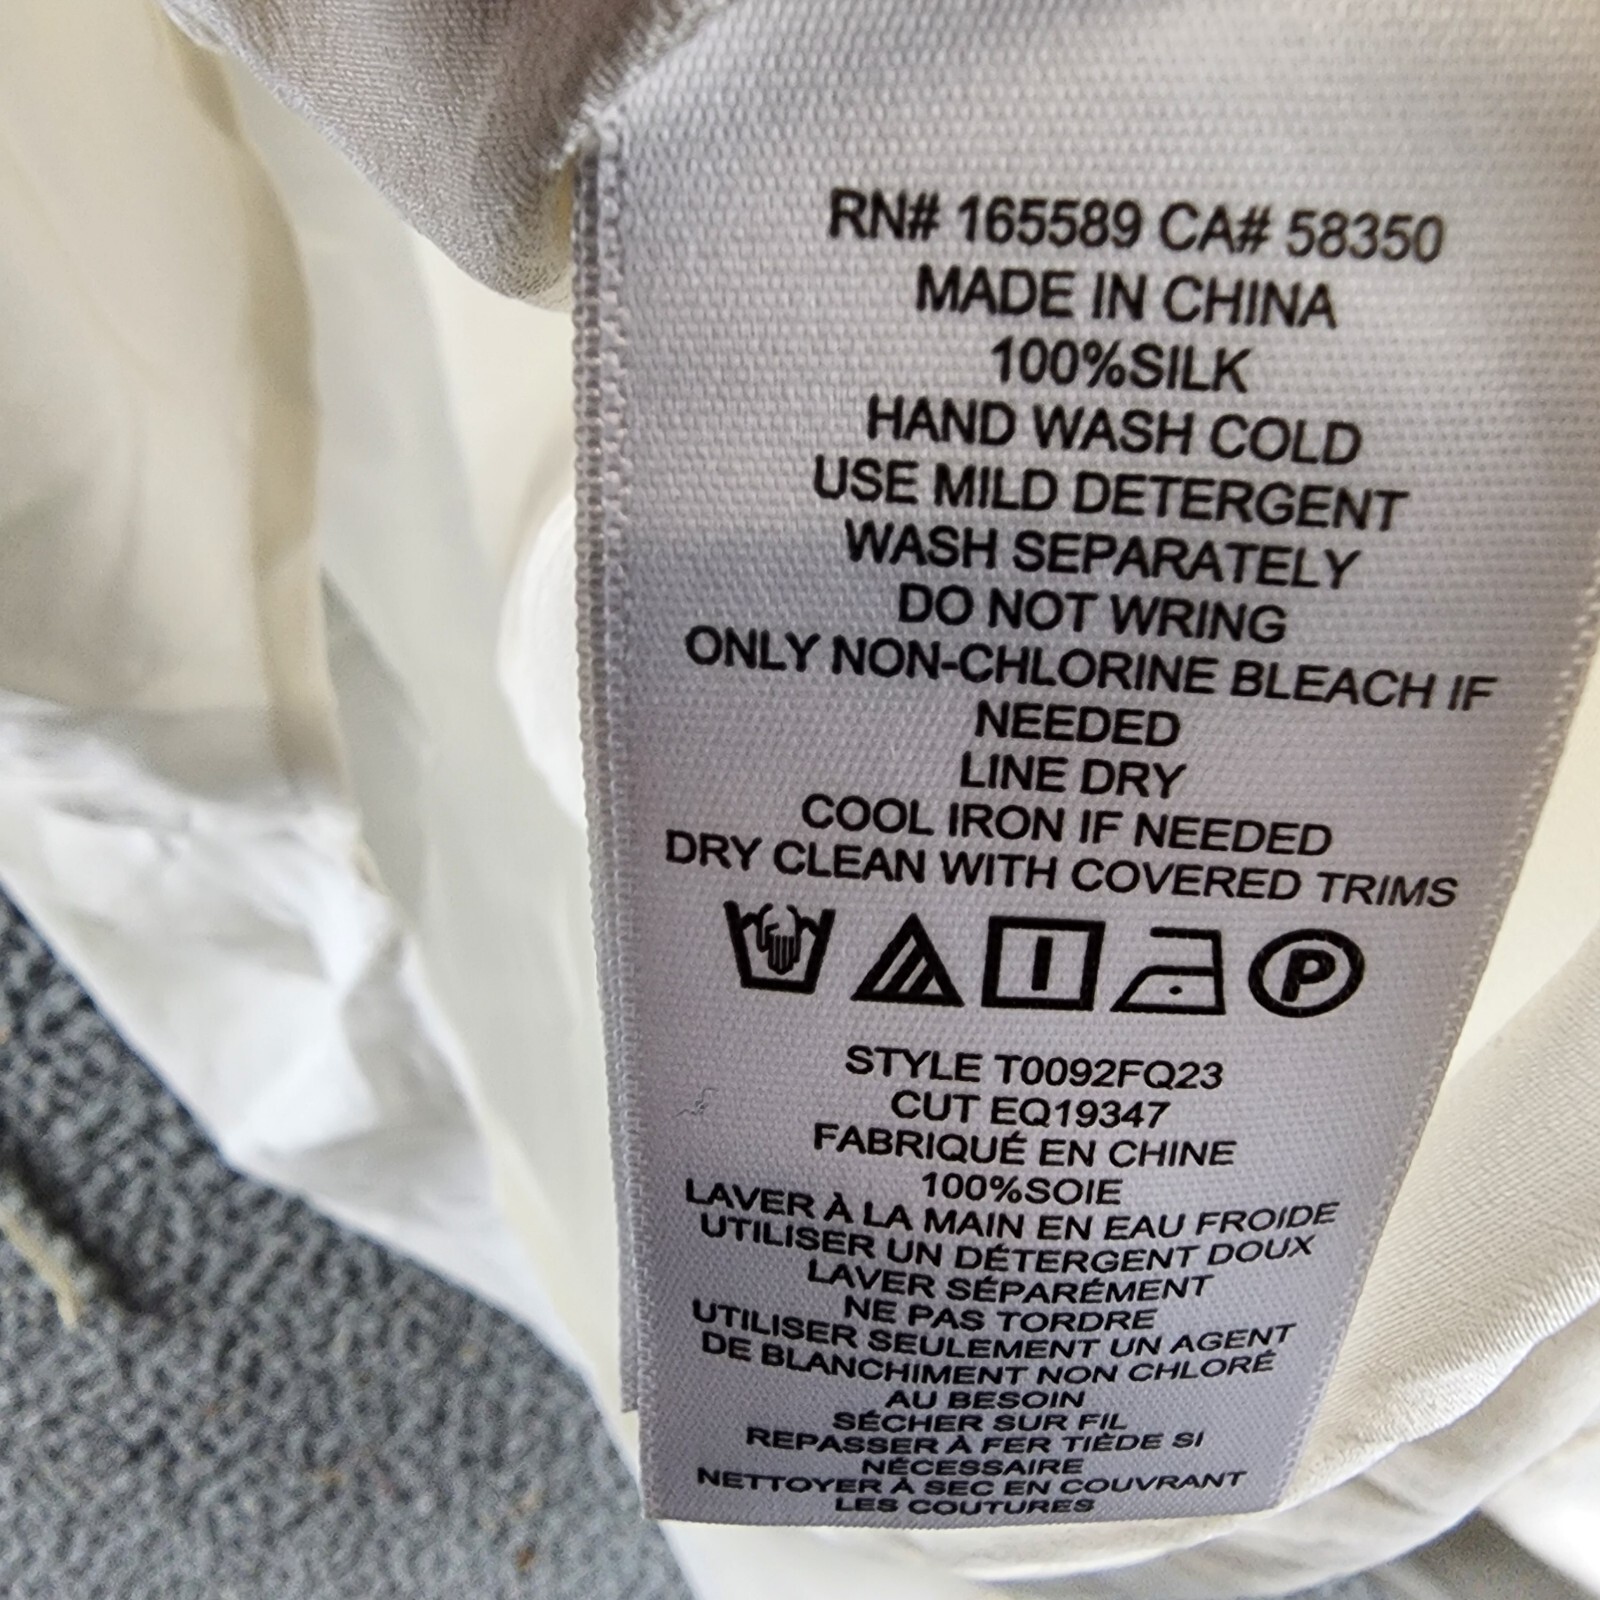 RN# 165589 CA# 58350
MADE IN CHINA
100%SILK
HAND WASH COLD
USE MILD DETERGENT
WASH SEPARATELY
DO NOT WRING
ONLY NON-CHLORINE BLEACH IF
NEEDED
LINE DRY
COOL IRON IF NEEDED
DRY CLEAN WITH COVERED TRIMS
P
STYLE T0092FQ23
CUT EQ19347
FABRIQUÉ EN CHINE
100%SOIE
LAVER À LA MAIN EN EAU FROIDE
UTILISER UN DÉTERGENT DOUX
LAVER SÉPARÉMENT
NE PAS TORDRE
UTILISER SEULEMENT UN AGENT
DE BLANCHIMENT NON CHLORÉ
AU BESOIN
SÉCHER SUR FIL
REPASSER À FER TIÈDE SI
NÉCESSAIRE
NETTOYER À SEC EN COUVRANT
LES COUTURES